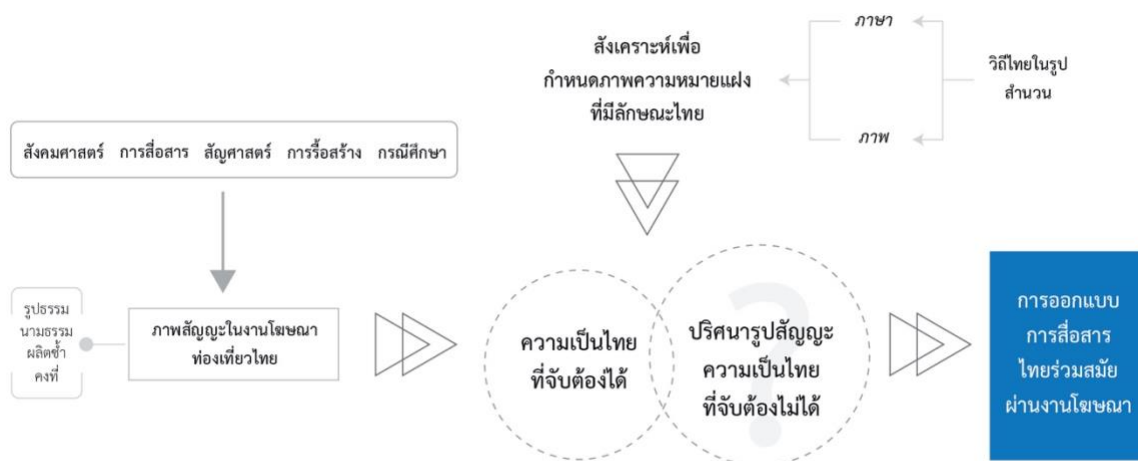 ภาษา
สังเคราะห์เพื่อ
กำหนดภาพความหมายแฝง
ที่มีลักษณะไทย
วิถีไทยในรูป
สำนวน
ภาพ
สังคมศาสตร์ การสื่อสาร สัญศาสตร์ การรื้อสร้าง กรณีศึกษา
รูปธรรม
นามธรรม
ผลิตซ้ำ
คงที่
ภาพสัญญะในงานโฆษณา
ท่องเที่ยวไทย
ความเป็นไทย
ที่จับต้องได้
?
ปริศนารูปสัญญะ
ความเป็นไทย
ที่จับต้องไม่ได้
การออกแบบ
การสื่อสาร
ไทยร่วมสมัย
ผ่านงานโฆษณา